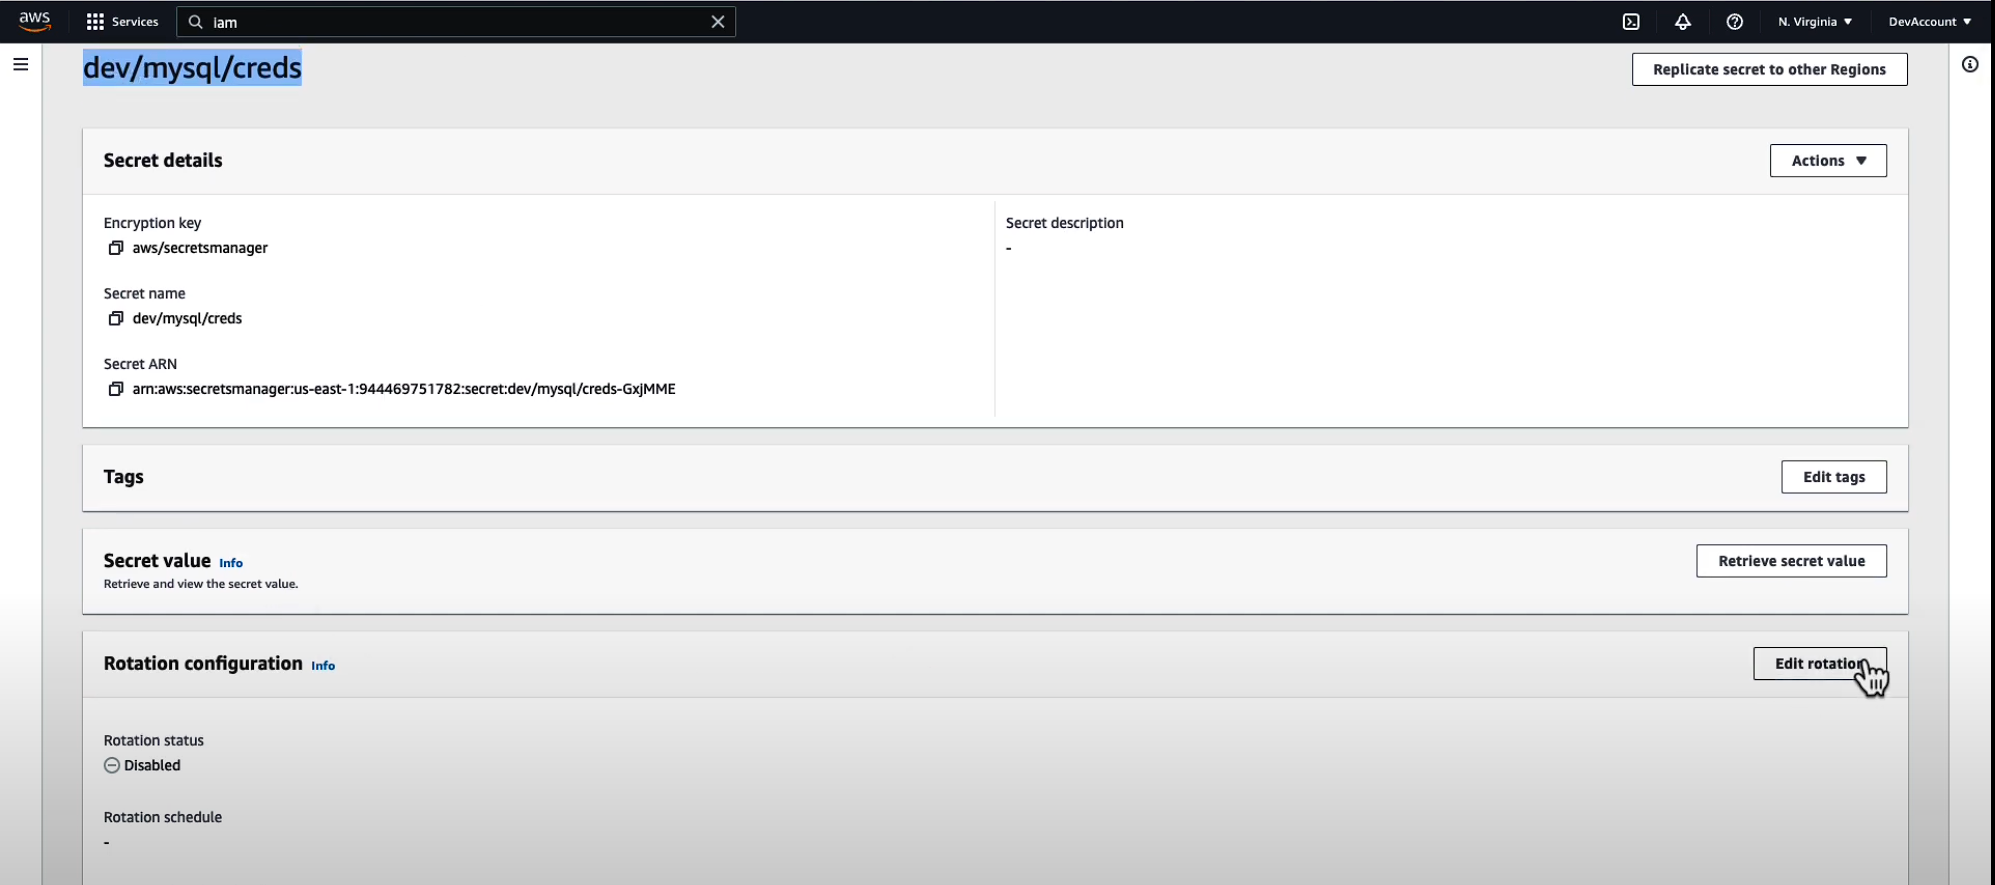 aws
Services
iam
N. Virginia
DevAccount
dev/mysql/creds
Replicate secret to other Regions
Secret details
Actions
Encryption key
aws/secretsmanager
Secret description
-
Secret name
dev/mysql/creds
Secret ARN
arn:aws:secretsmanager:us-east-1:944469751782:secret:dev/mysql/creds-GxjMME
Tags
Edit tags
Secret value Info
Retrieve and view the secret value.
Retrieve secret value
Rotation configuration Info
Edit rotation
Rotation status
Disabled
Rotation schedule
-